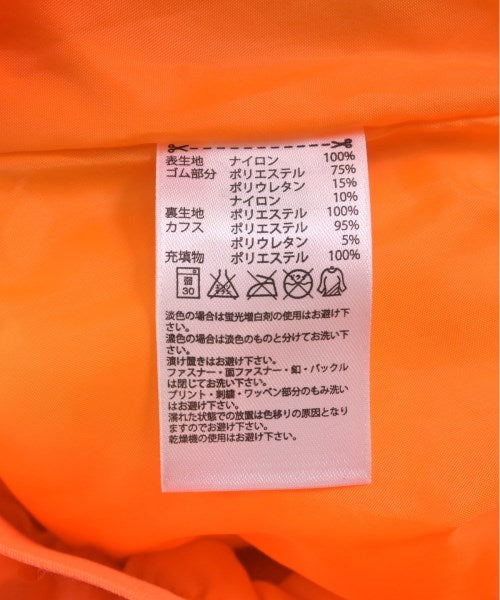 表生地 ナイロン 100%
ゴム部分 ポリエステル 75%
ポリウレタン 15%
ナイロン 10%
裏生地 ポリエステル 100%
カフス ポリエステル 95%
ポリウレタン 5%
充填物 ポリエステル 100%
弱
30
淡色の場合は蛍光増白剤の使用はお避け下
さい。
濃色の場合は淡色のものと分けてお洗い下
さい。
漬け置きはお避け下さい。
ファスナー・面ファスナー・釦・バックル
は閉じてお洗い下さい。
プリント・刺繍・ワッペン部分のもみ洗い
はお避け下さい。
濡れた状態での放置は色移りの原因となり
ますのでお避け下さい。
乾燥機の使用はお避け下さい。